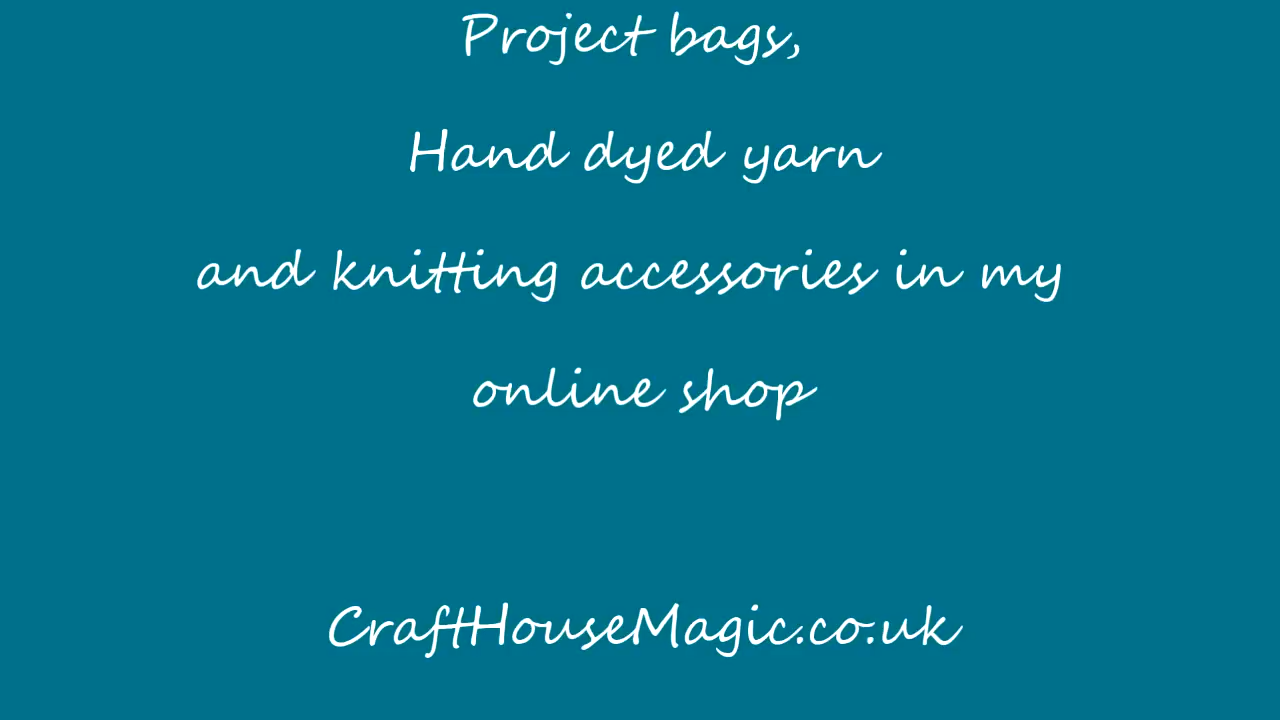 Project bags,
Hand dyed yarn
and knitting accessories in my
online shop
CraftHouseMagic.co.uk